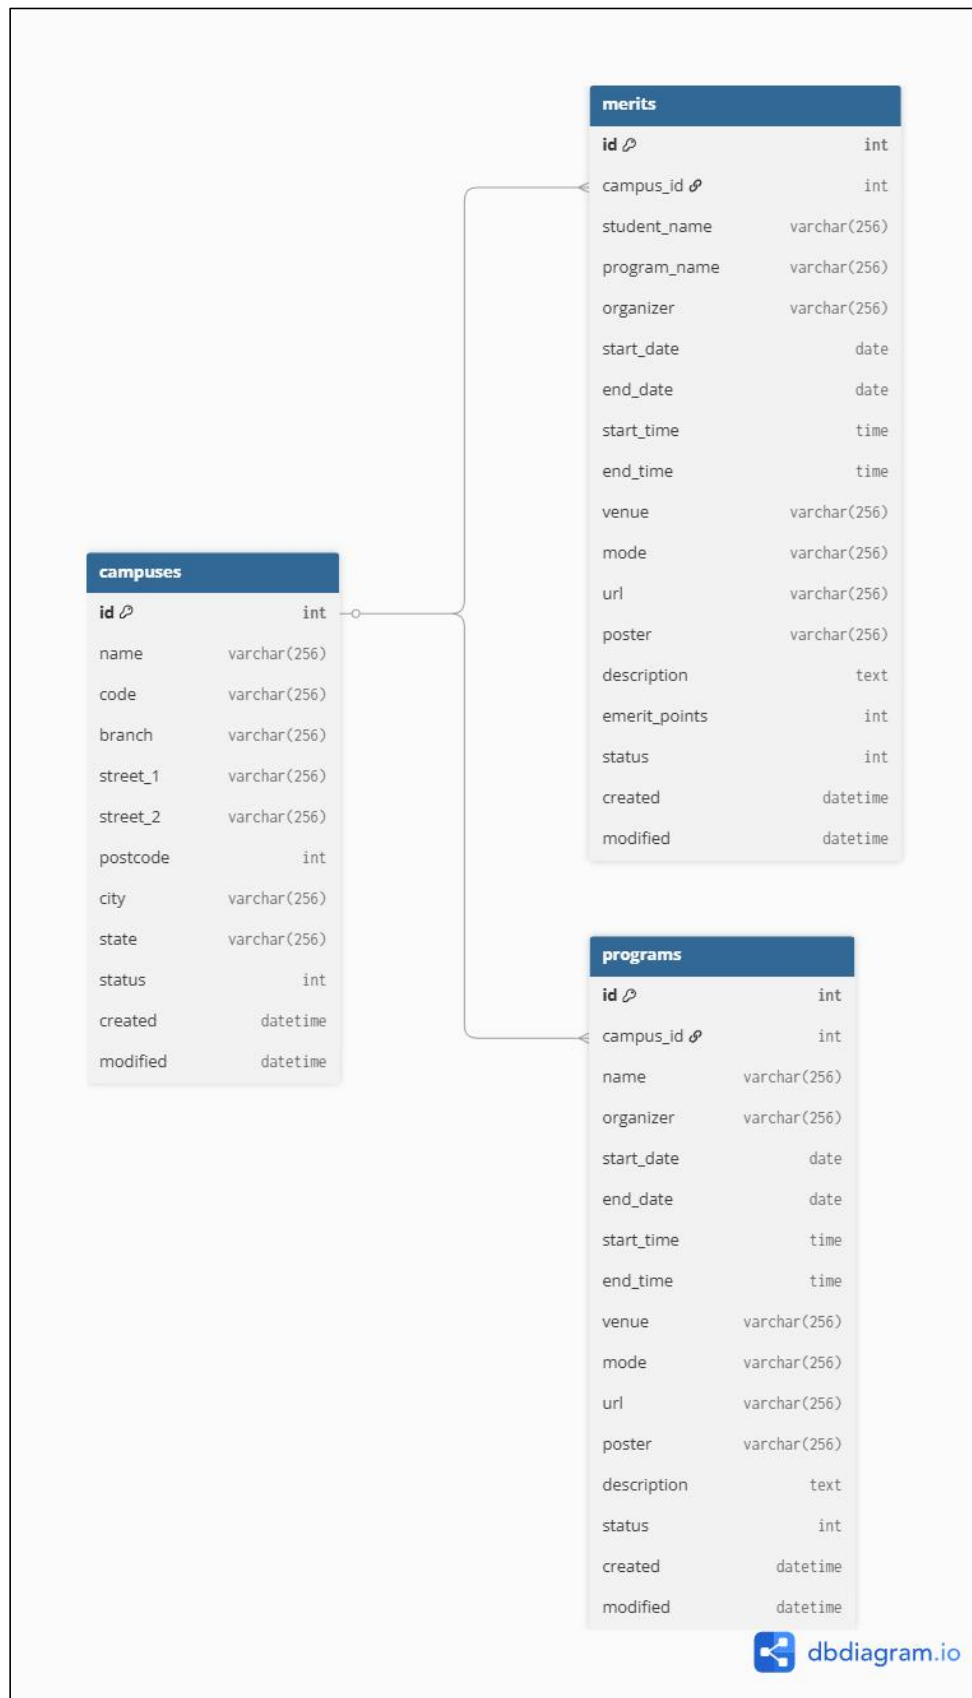 merits
id int
campus_id int
student_name varchar(256)
program_name varchar(256)
organizer varchar(256)
start_date date
end_date date
start_time time
end_time time
venue varchar(256)
mode varchar(256)
url varchar(256)
poster varchar(256)
description text
emerit_points int
status int
created datetime
modified datetime
campuses
id int
name varchar(256)
code varchar(256)
branch varchar(256)
street_1 varchar(256)
street_2 varchar(256)
postcode int
city varchar(256)
state varchar(256)
status int
created datetime
modified datetime
programs
id int
campus_id int
name varchar(256)
organizer varchar(256)
start_date date
end_date date
start_time time
end_time time
venue varchar(256)
mode varchar(256)
url varchar(256)
poster varchar(256)
description text
status int
created datetime
modified datetime
dbdiagram.io